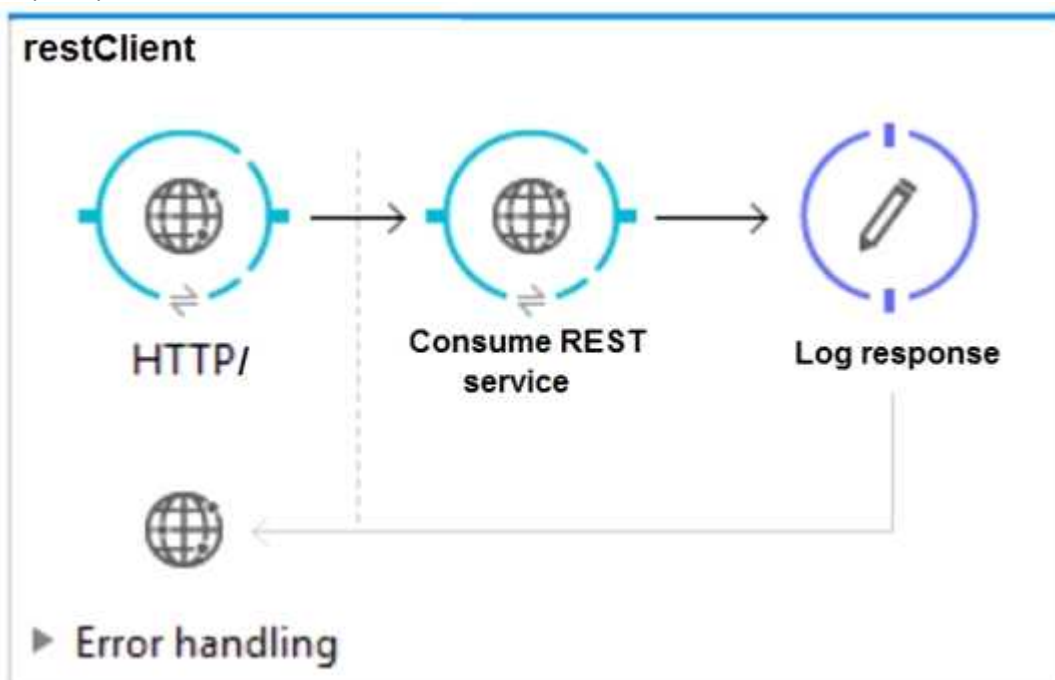 restClient
HTTP/
Consume REST
service
Log response
Error handling